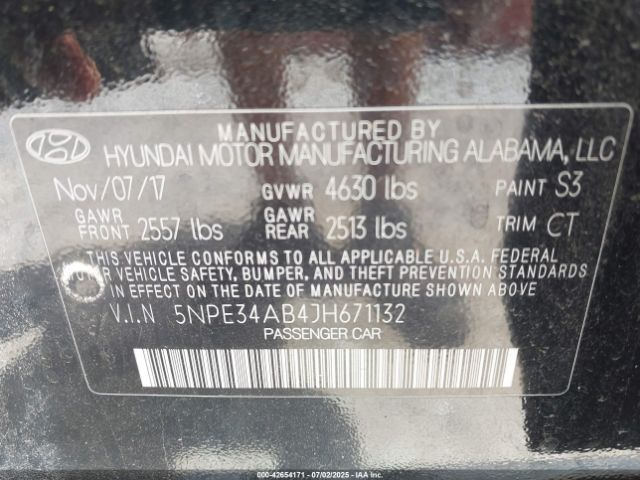 MANUFACTURED BY
HYUNDAI MOTOR MANUFACTURING ALABAMA, LLC
Nov/07/17 GVWR 4630 lbs PAINT S3
GAWR FRONT 2557 lbs GAWR REAR 2513 lbs TRIM CT
THIS VEHICLE CONFORMS TO ALL APPLICABLE U.S.A. FEDERAL
MOTOR VEHICLE SAFETY, BUMPER, AND THEFT PREVENTION STANDARDS
IN EFFECT ON THE DATE OF MANUFACTURE SHOWN ABOVE
V.I.N 5NPE34AB4JH671132
PASSENGER CAR
000-42654171 - 07/02/2025 - IAA Inc.